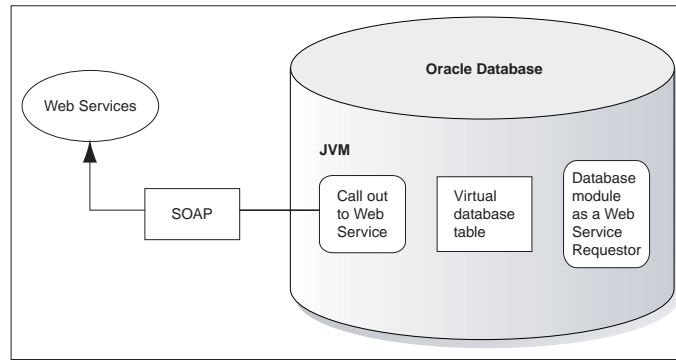 Oracle Database
Web Services
JVM
SOAP
Call out
to Web
Service
Virtual
database
table
Database
module
as a Web
Service
Requestor